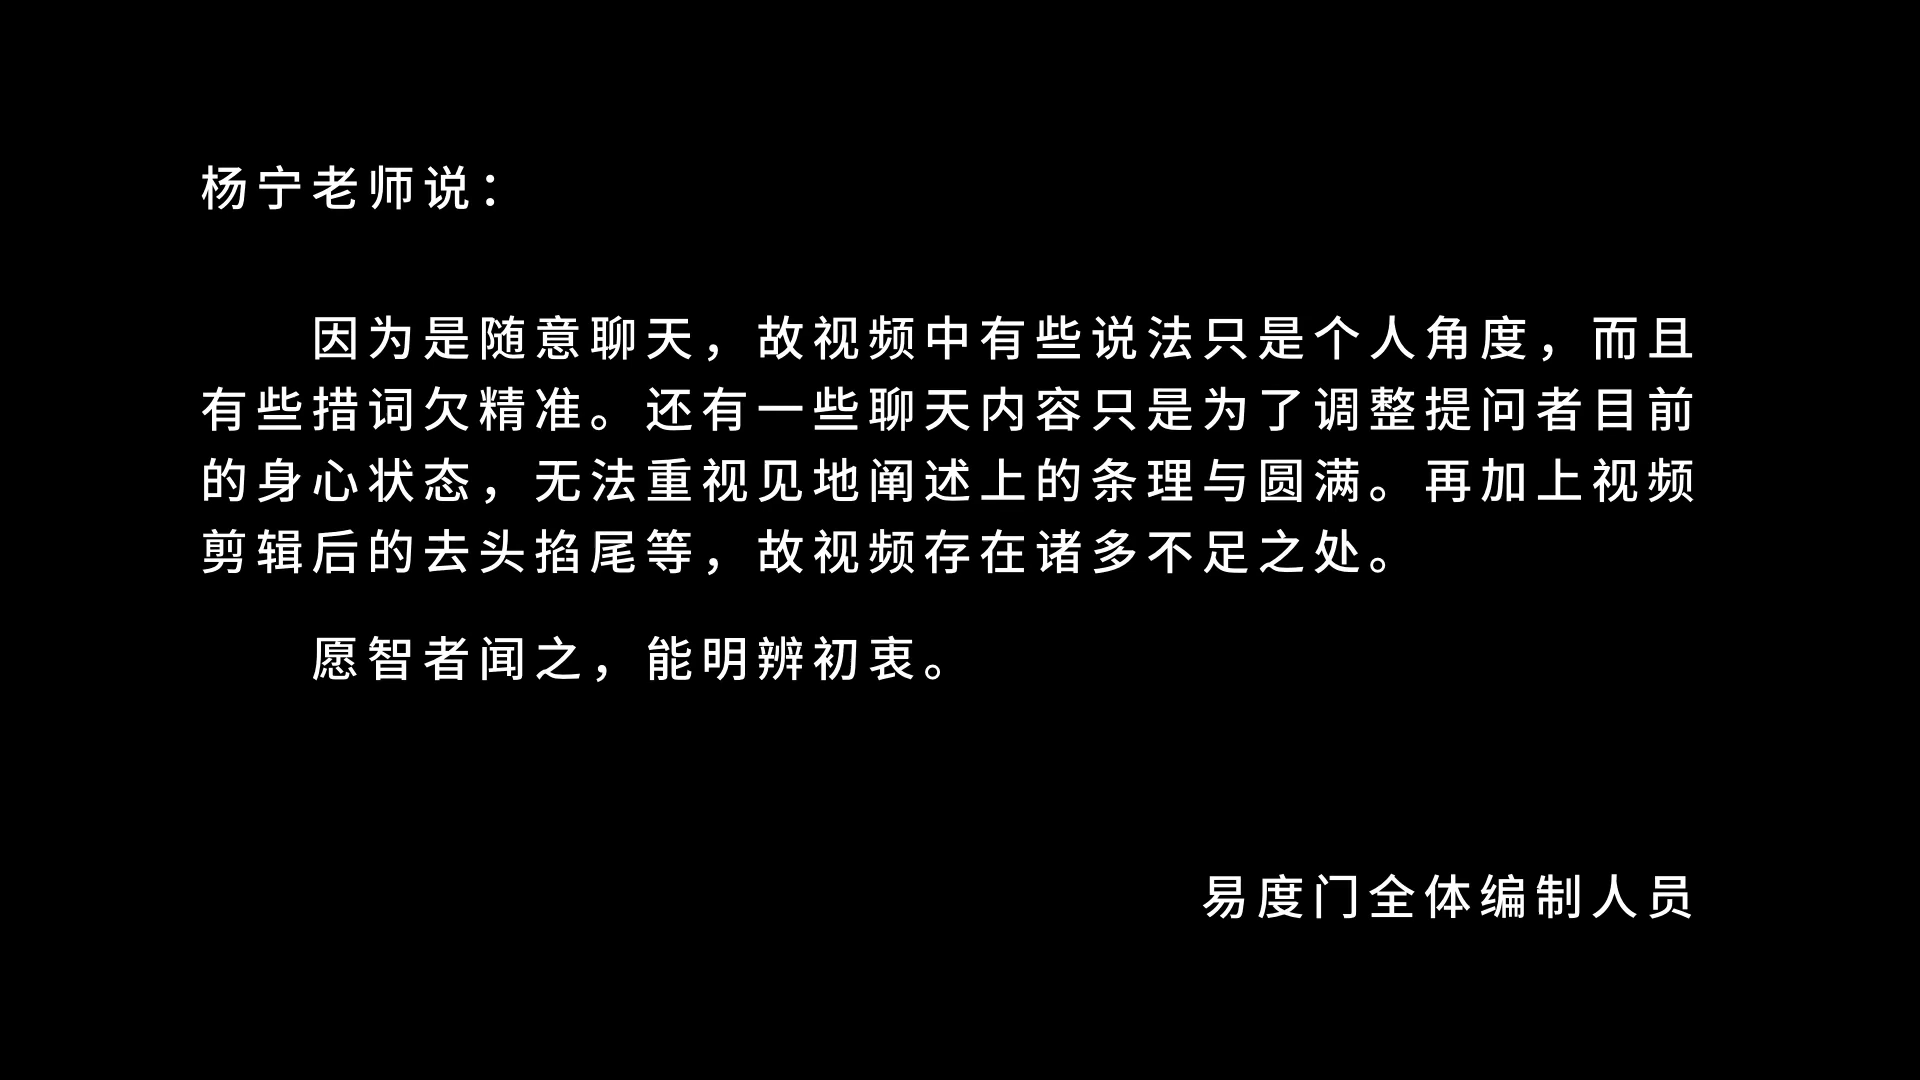 杨宁老师说：
因为是随意聊天，故视频中有些说法只是个人角度，而且
有些措词欠精准。还有一些聊天内容只是为了调整提问者目前
的身心状态，无法重视见地阐述上的条理与圆满。再加上视频
剪辑后的去头掐尾等，故视频存在诸多不足之处。
愿智者闻之，能明辨初衷。
易度门全体编制人员